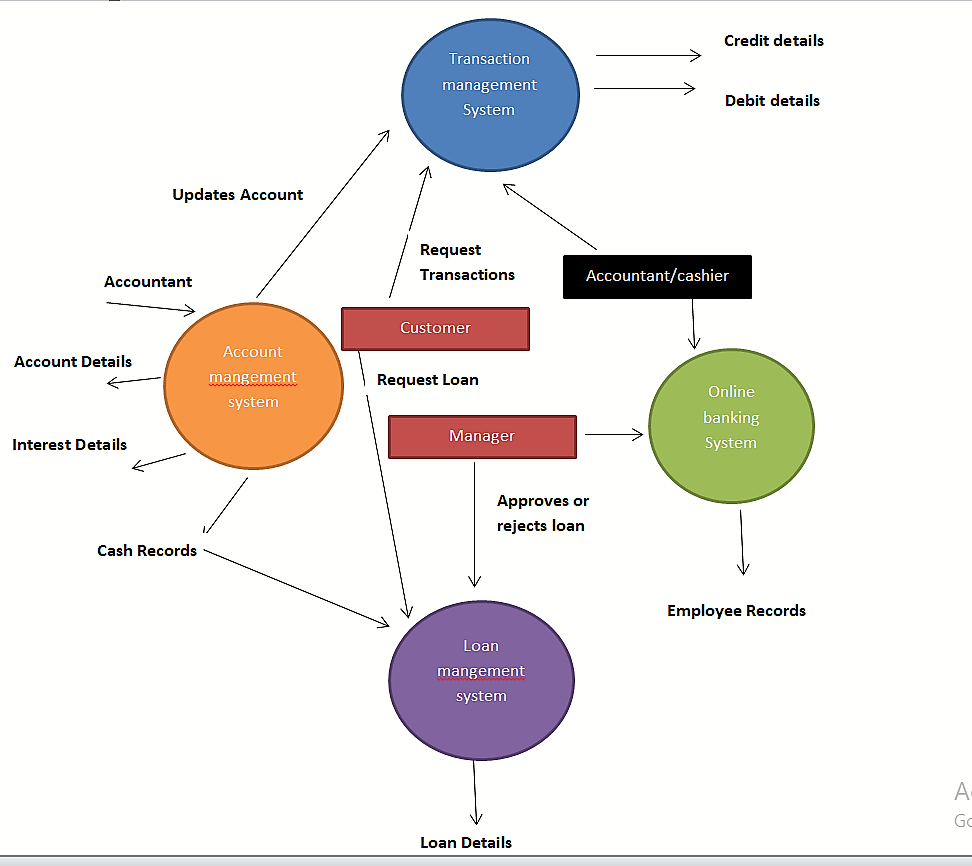 Credit details
Transaction
management
System
Debit details
Updates Account
Request
Transactions
Accountant/cashier
Accountant
Customer
Account
mangement
system
Account Details
Request Loan
Online
banking
System
Manager
Interest Details
Approves or
rejects loan
Cash Records
Employee Records
Loan
mangement
system
Loan Details